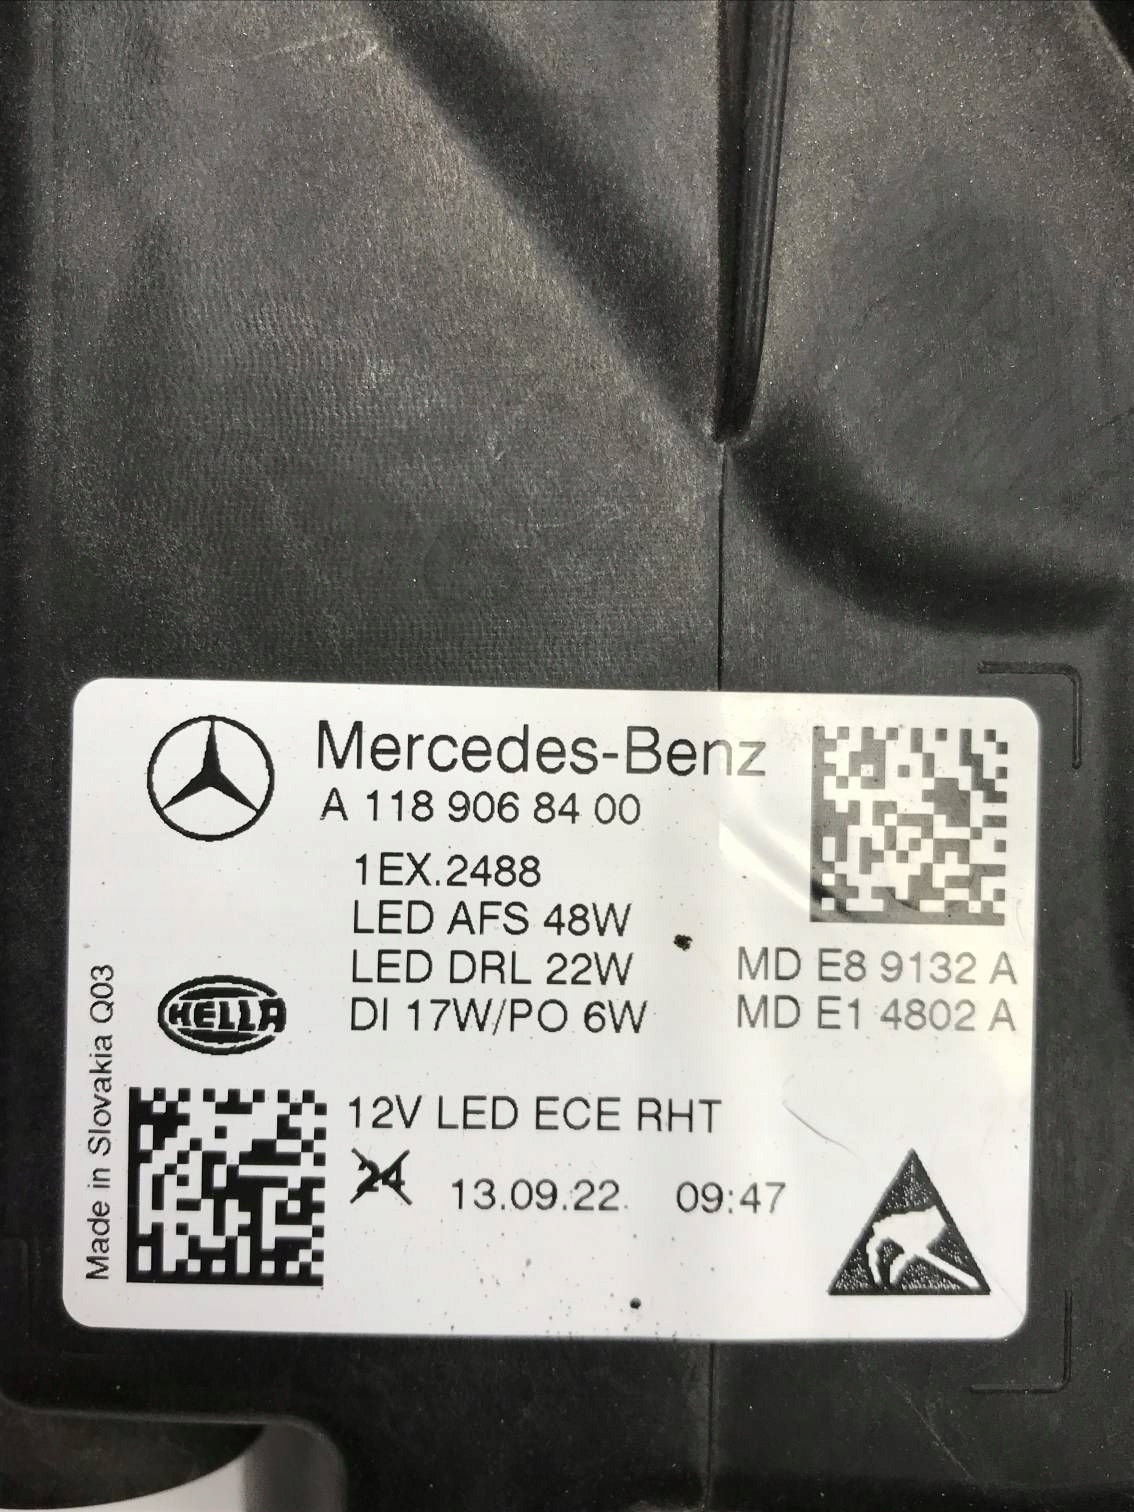 Mercedes-Benz
A 118 906 84 00
1EX.2488
LED AFS 48W
LED DRL 22W
DI 17W/PO 6W
MD E8 9132 A
MD E1 4802 A
HELLA
Made in Slovakia Q03
12V LED ECE RHT
24
13.09.22 09:47